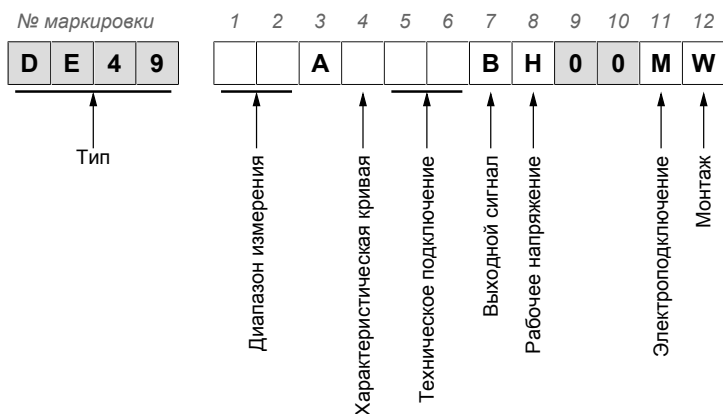 № маркировки 1 2 3 4 5 6 7 8 9 10 11 12
D E 4 9 A B H 0 0 M W
Тип
Диапазон измерения
Характеристическая кривая
Техническое подключение
Выходной сигнал
Рабочее напряжение
Электроподключение
Монтаж